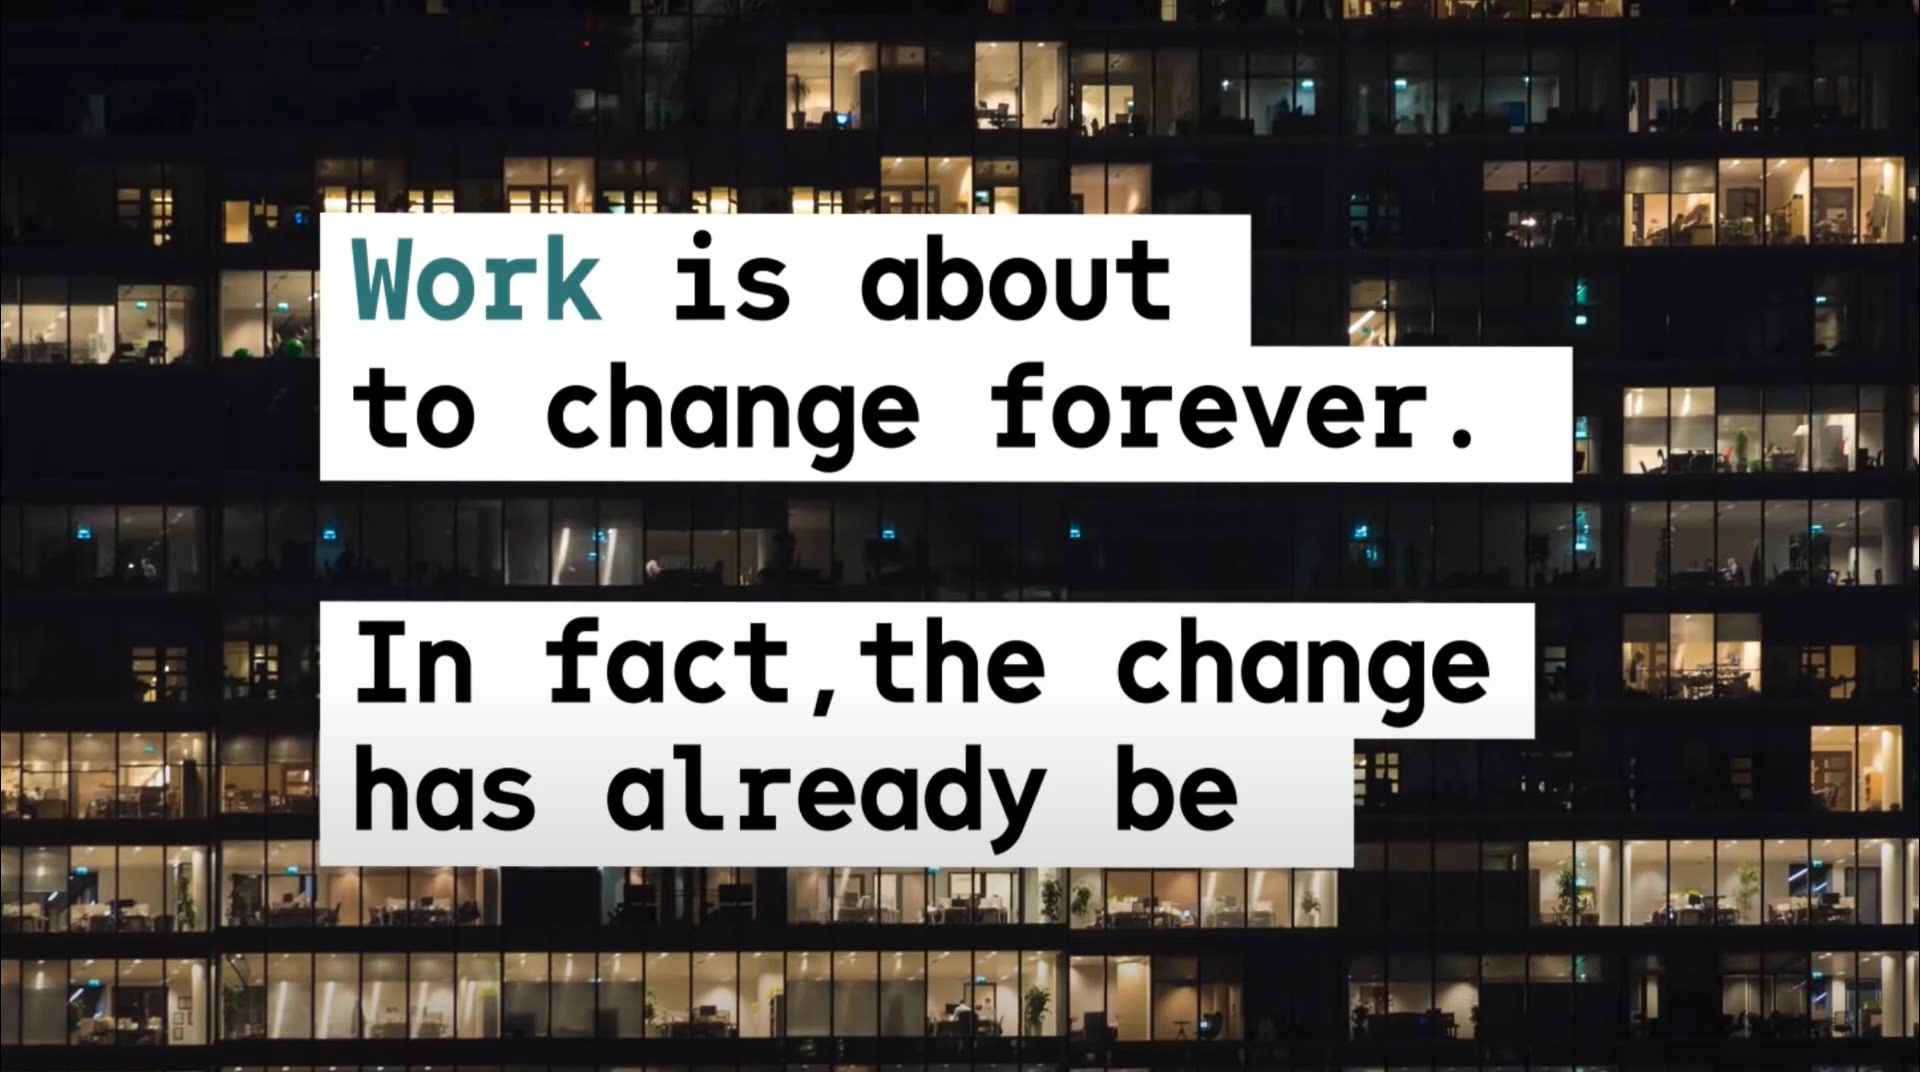 Work is about
to change forever.
In fact,the change
has already be